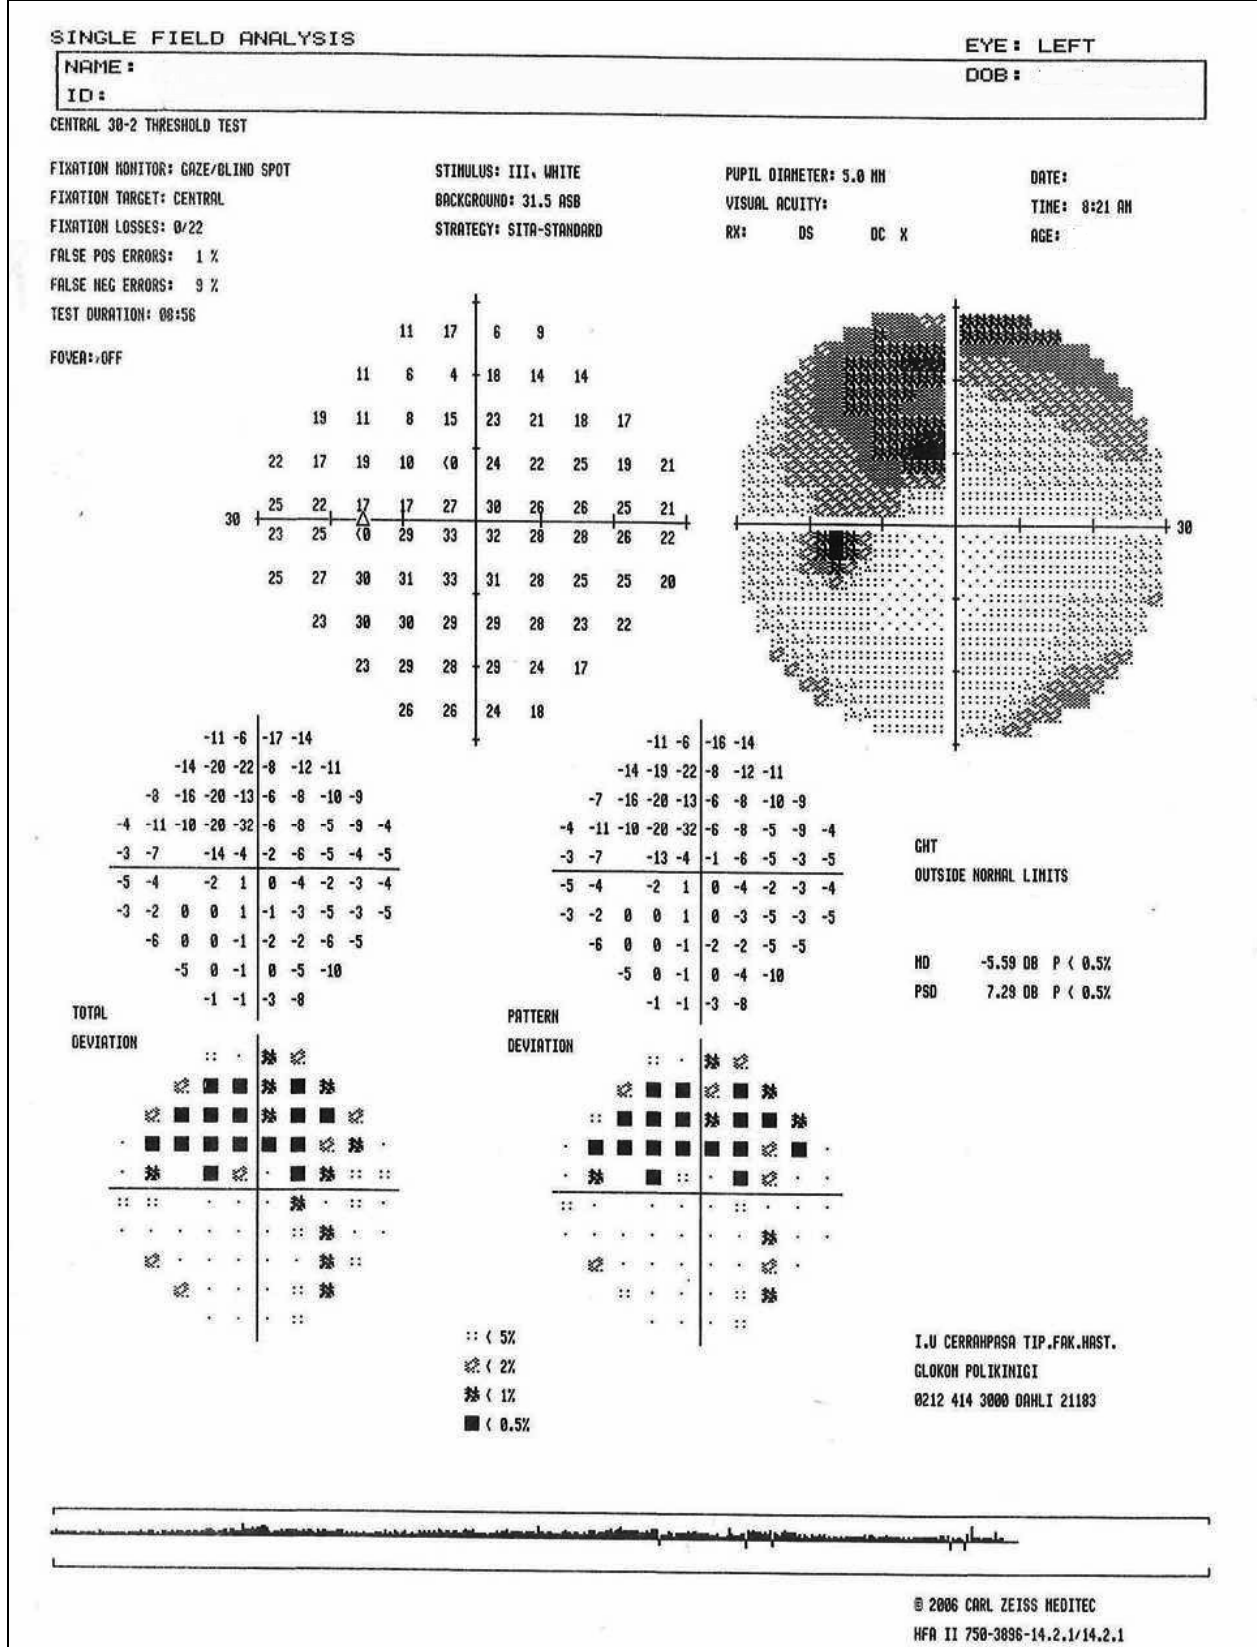 SINGLE FIELD ANALYSIS
EYE: LEFT
NAME:
DOB:
ID:
CENTRAL 30-2 THRESHOLD TEST
FIXATION MONITOR: GAZE/BLIND SPOT
FIXATION TARGET: CENTRAL
FIXATION LOSSES: 0/22
FALSE POS ERRORS: 1 %
FALSE NEG ERRORS: 9 %
TEST DURATION: 08:56
FOVEA: OFF
STIMULUS: III, WHITE
BACKGROUND: 31.5 ASB
STRATEGY: SITA-STANDARD
PUPIL DIAMETER: 5.0 MM
VISUAL ACUITY:
RX: DS DC X
DATE:
TIME: 8:21 AM
AGE:
11 17 6 9
11 6 4 18 14 14
19 11 8 15 23 21 18 17
22 17 19 10 <0 24 22 25 19 21
25 22 17 17 27 30 26 26 25 21
30
30
23 25 <0 29 33 32 28 28 26 22
25 27 30 31 33 31 28 25 25 20
23 30 30 29 29 28 23 22
23 29 28 29 24 17
26 26 24 18
-11 -6 -17 -14
-14 -20 -22 -8 -12 -11
-8 -16 -20 -13 -6 -8 -10 -9
-4 -11 -10 -20 -32 -6 -8 -5 -9 -4
-3 -7 -14 -4 -2 -6 -5 -4 -5
-5 -4 -2 1 0 -4 -2 -3 -4
-3 -2 0 0 1 -1 -3 -5 -3 -5
-6 0 0 -1 -2 -2 -6 -5
-5 0 -1 0 -5 -10
-1 -1 -3 -8
TOTAL
DEVIATION
-11 -6 -16 -14
-14 -19 -22 -8 -12 -11
-7 -16 -20 -13 -6 -8 -10 -9
-4 -11 -10 -20 -32 -6 -8 -5 -9 -4
-3 -7 -13 -4 -1 -6 -5 -3 -5
-5 -4 -2 1 0 -4 -2 -3 -4
-3 -2 0 0 1 0 -3 -5 -3 -5
-6 0 0 -1 -2 -2 -5 -5
-5 0 -1 0 -4 -10
-1 -1 -3 -8
PATTERN
DEVIATION
GHT
OUTSIDE NORMAL LIMITS
MD -5.59 DB P < 0.5%
PSD 7.29 DB P < 0.5%
< 5%
< 2%
< 1%
< 0.5%
I.U CERRAHPASA TIP.FAK.HAST.
GLOKOM POLIKINIGI
0212 414 3000 DAHLI 21183
© 2006 CARL ZEISS MEDITEC
HFA II 750-3896-14.2.1/14.2.1